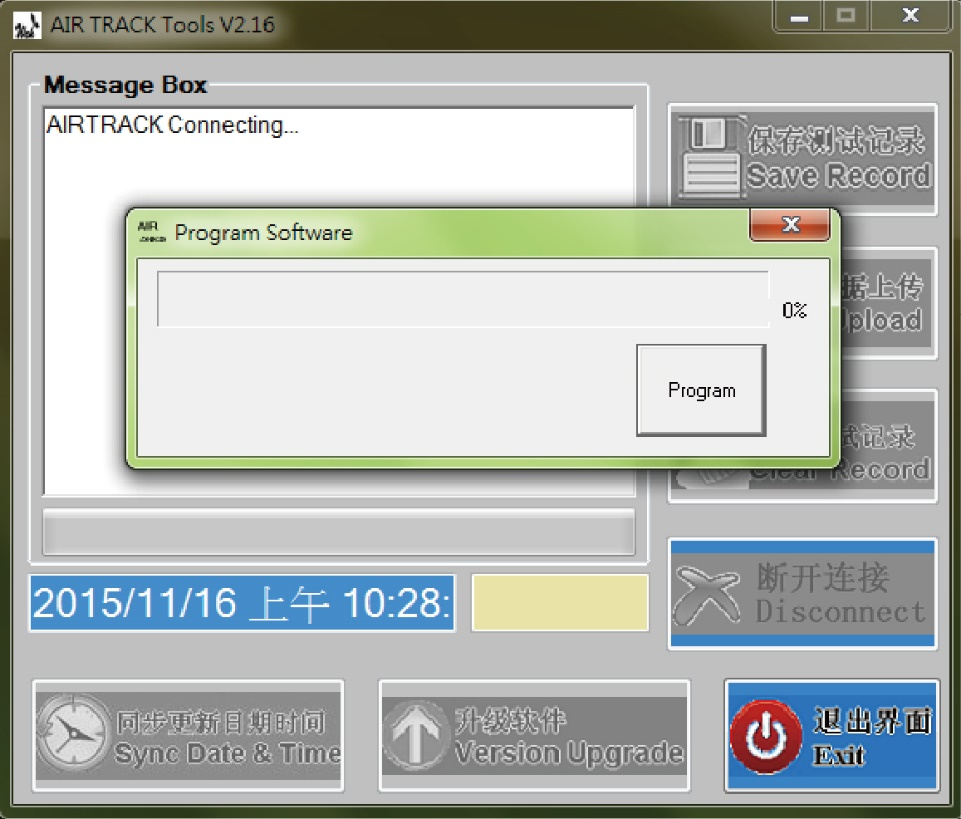 AIR TRACK Tools V2.16
Message Box
AIRTRACK Connecting...
保存测试记录
Save Record
Program Software
据上传
pload
0%
Program
试记录
Clear Record
2015/11/16 上午 10:28:
断开连接
Disconnect
同步更新日期时间
Sync Date & Time
升级软件
Version Upgrade
退出界面
Exit